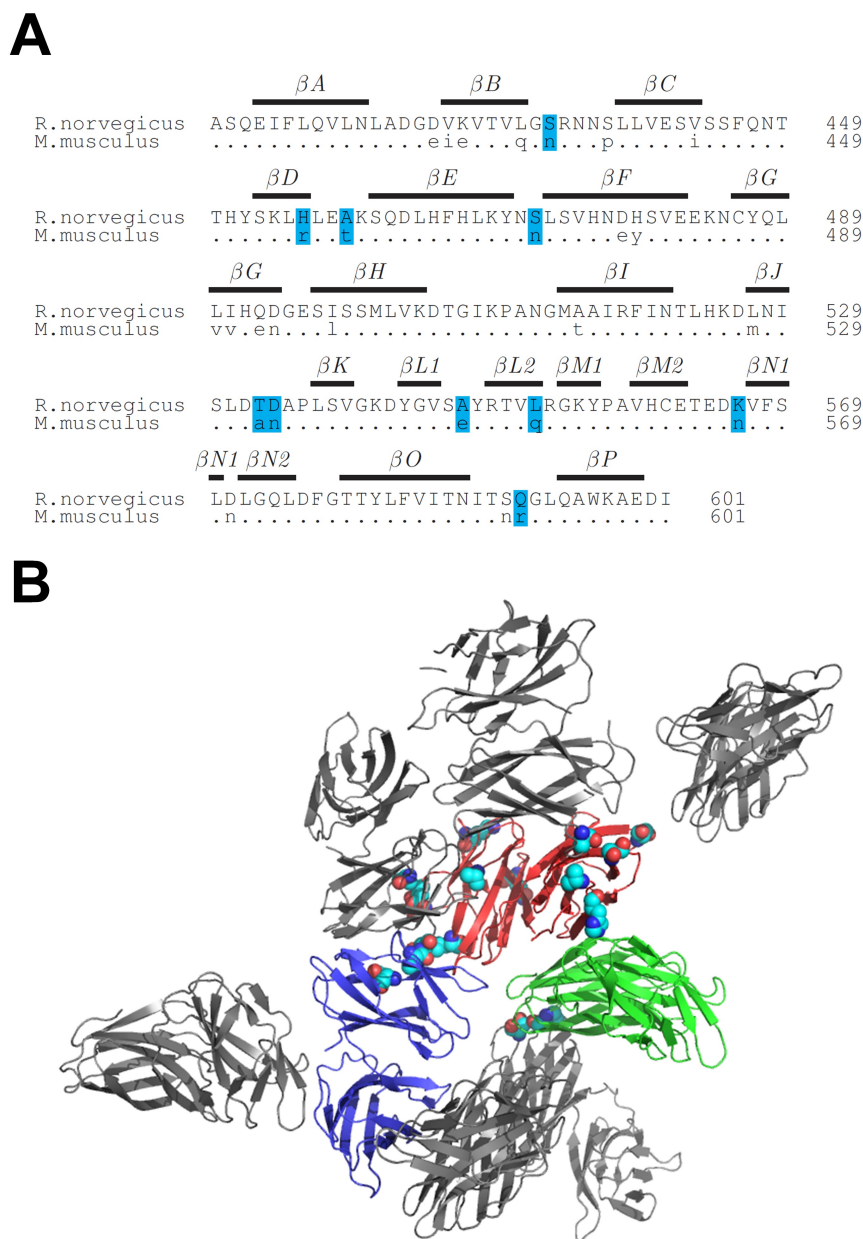 A
βA βB βC
R.norvegicus ASQEIFLQVLNLADGDVKVTVLGSRNNSLLVESVSSFQNT 449
M.musculus ...............eie...q.n...p.....i...... 449
βD βE βF βG
R.norvegicus THYSKLHLEAKSQDLHFHLKYNSLSVHNDHSVEEKNCYQL 489
M.musculus ......r..t............n.....ey.......... 489
βG βH βI βJ
R.norvegicus LIHQDGESISSMLVKDTGIKPANGMAAIRFINTLHKDLNI 529
M.musculus vv.en...l................t...........m.. 529
βK βL1 βL2 βM1 βM2 βN1
R.norvegicus SLDTDAPLSVGKDYGVSAYRTVLRGKYPAVHCETEDKVFS 569
M.musculus ...an............e....q.............n... 569
βN1 βN2 βO βP
R.norvegicus LDLGQLDFGTTYLFVITNITSQGLQAWKAEDI 601
M.musculus .n..................nr.......... 601
B